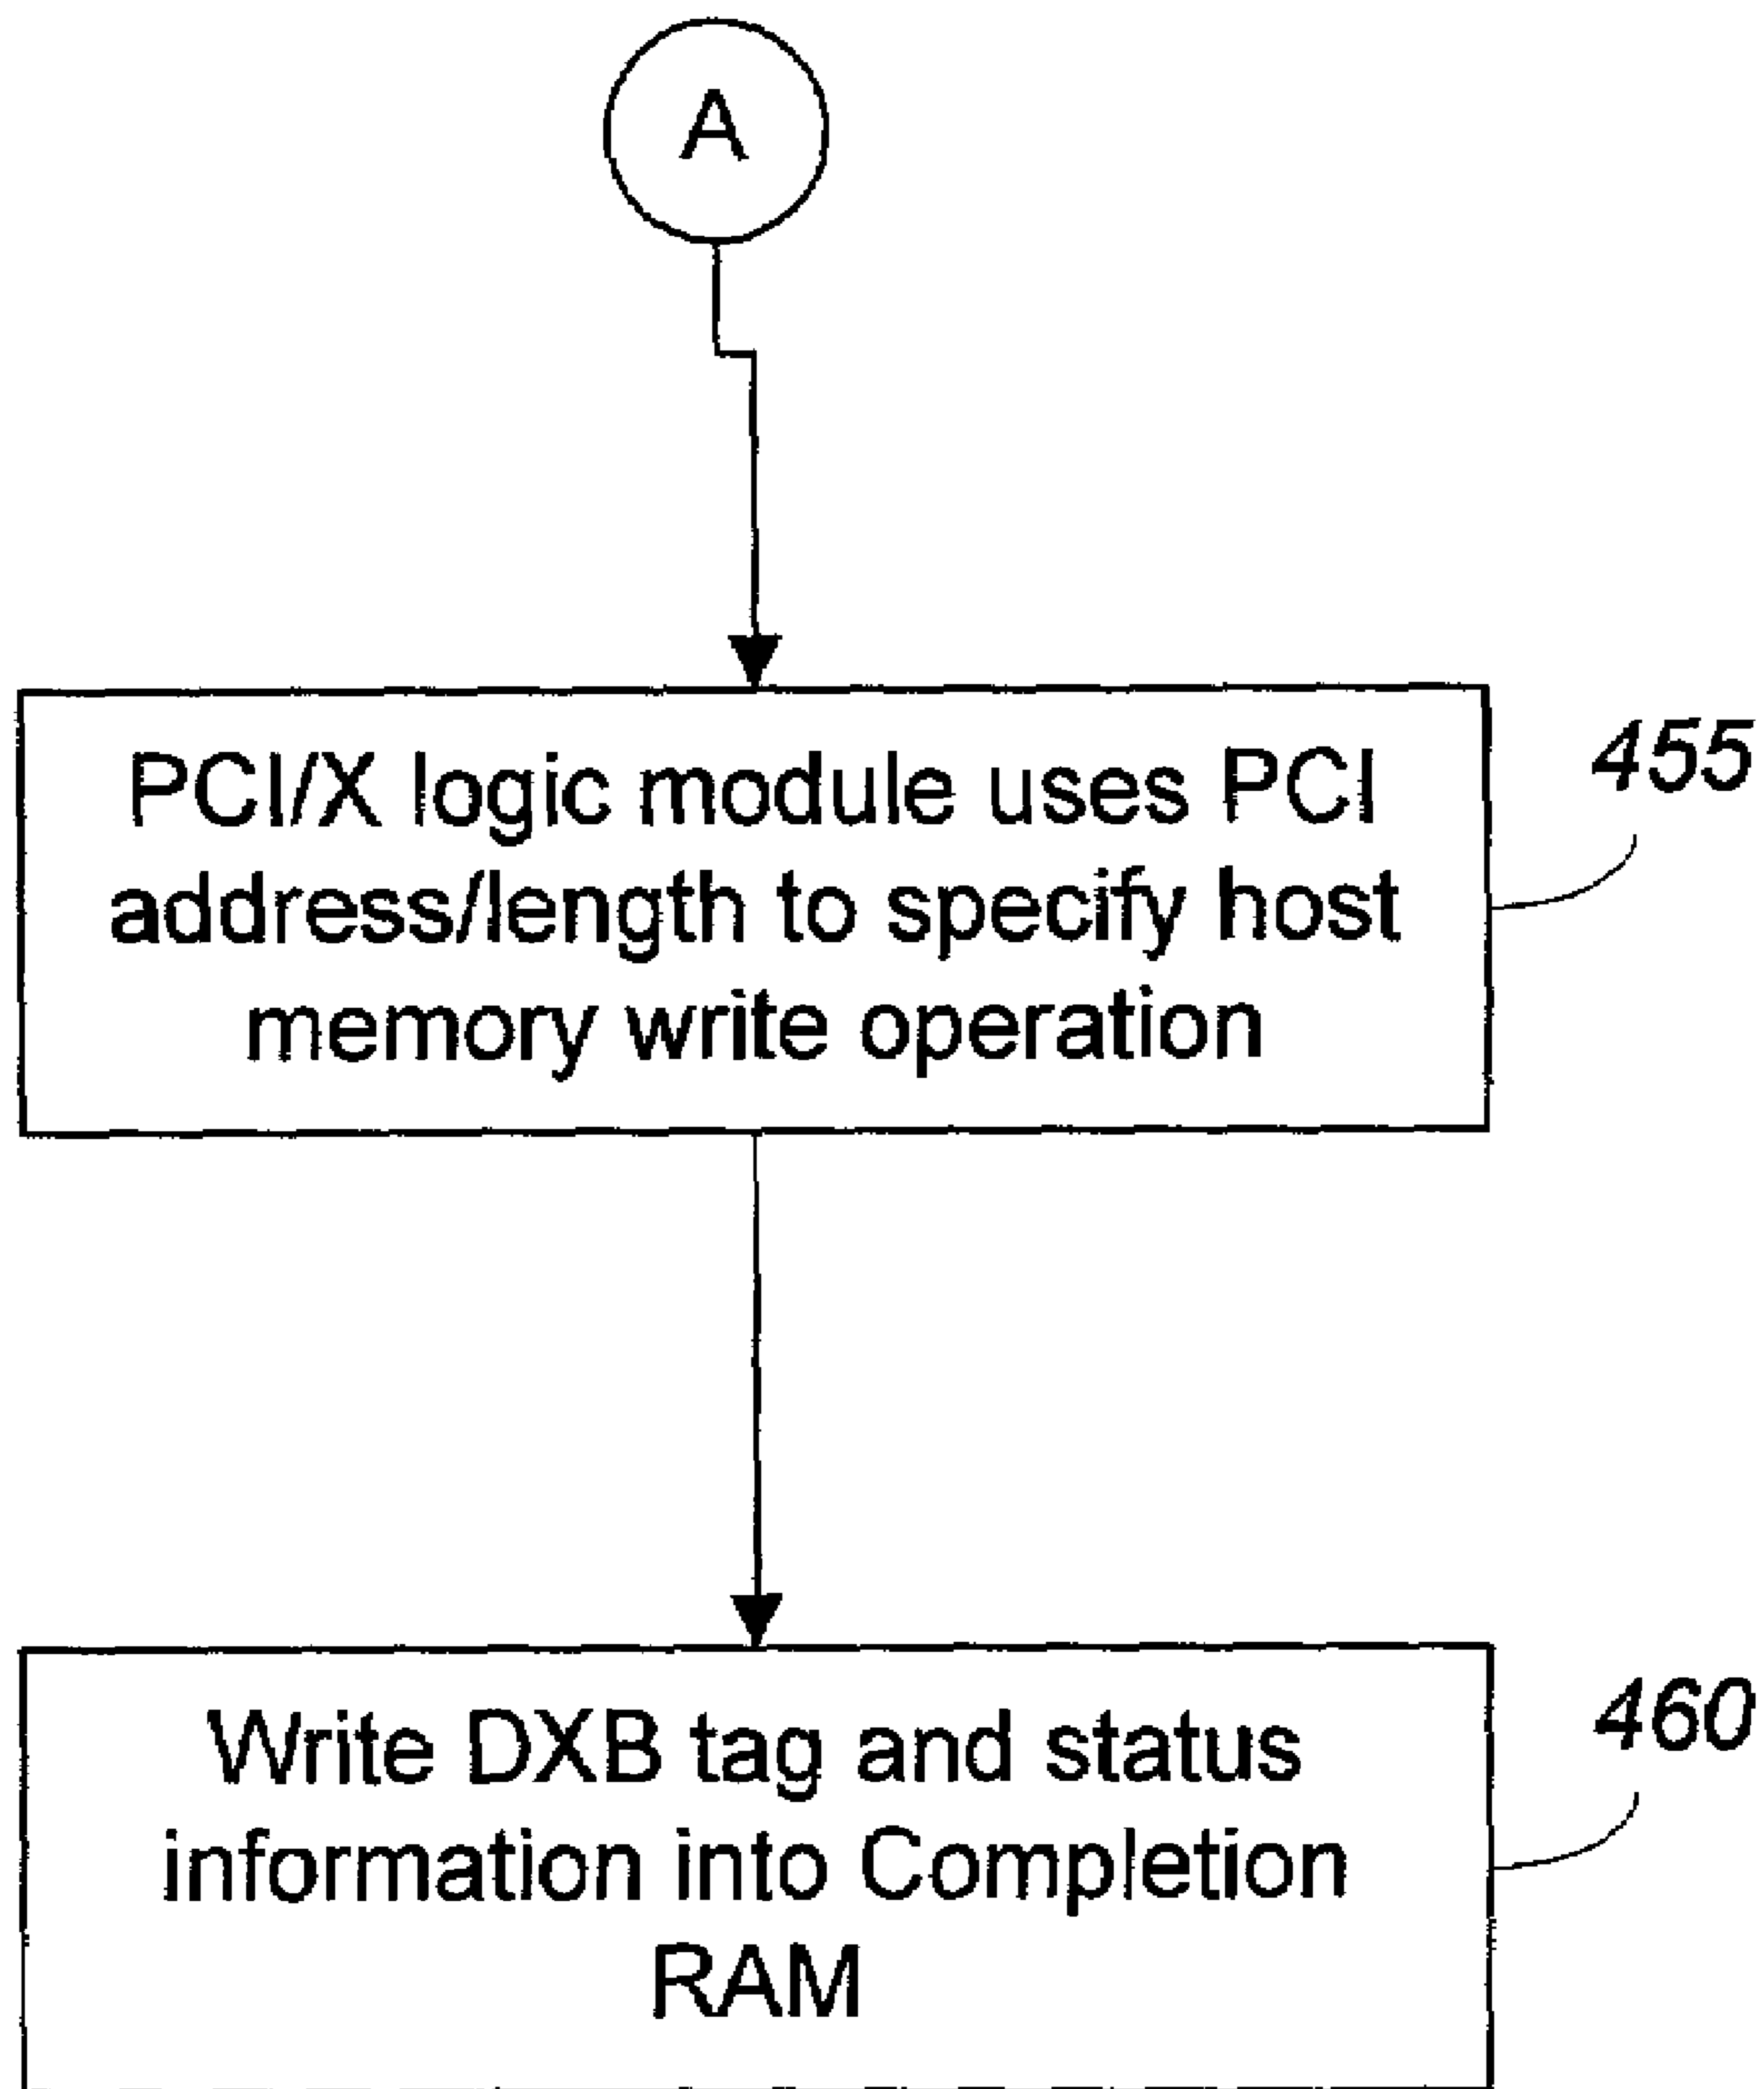 A
PCI/X logic module uses PCI
address/length to specify host
memory write operation
455
Write DXB tag and status
information into Completion
RAM
460